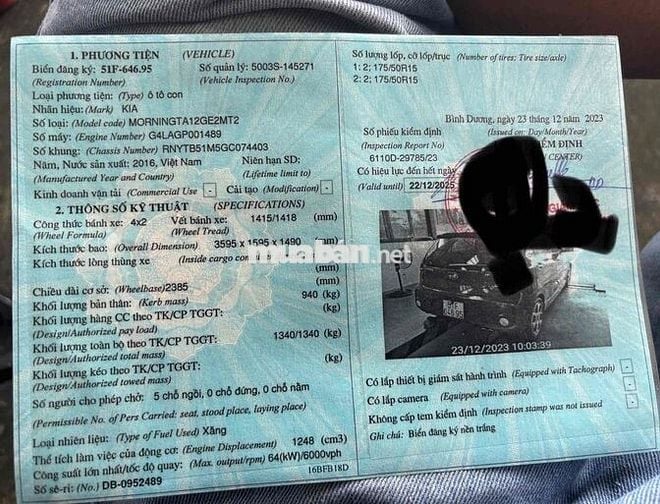 1. PHƯƠNG TIỆN (VEHICLE)
Biển đăng ký: 51F-646.95 Số quản lý: 5003S-145271
(Registration Number) (Vehicle Inspection No.)
Loại phương tiện: (Type) ô tô con
Nhãn hiệu: (Mark) KIA
Số loại: (Model code) MORNINGTA12GE2MT2
Số máy: (Engine Number) G4LAGP001489
Số khung: (Chassis Number) RNYTB51M5GC074403
Năm, Nước sản xuất: 2016, Việt Nam Niên hạn SD:
(Manufactured Year and Country) (Lifetime limit to)
Kinh doanh vận tải (Commercial Use) - Cải tạo (Modification) -
2. THÔNG SỐ KỸ THUẬT (SPECIFICATIONS)
Công thức bánh xe: 4x2 Vết bánh xe: 1415/1418 (mm)
(Wheel Formula) (Wheel Tread)
Kích thước bao: (Overall Dimension) 3595 x 1595 x 1490 (mm)
Kích thước lòng thùng xe (Inside cargo con
(mm)
Chiều dài cơ sở: (Wheelbase) 2385 (mm)
Khối lượng bản thân: (Kerb mass) 940 (kg)
Khối lượng hàng CC theo TK/CP TGGT: (kg)
(Design/Authorized pay load)
Khối lượng toàn bộ theo TK/CP TGGT: 1340/1340 (kg)
(Design/Authorized total mass)
Khối lượng kéo theo TK/CP TGGT: (kg)
(Design/Authorized towed mass)
Số người cho phép chở: 5 chỗ ngồi, 0 chỗ đứng, 0 chỗ nằm
(Permissible No. of Pers Carried: seat, stood place, laying place)
Loại nhiên liệu: (Type of Fuel Used) Xăng
Thể tích làm việc của động cơ: (Engine Displacement) 1248 (cm3)
Công suất lớn nhất/tốc độ quay: (Max. output/rpm) 64(kW)/6000vph
Số sê-ri: (No.) DB-0952489 16BFB18D
Số lượng lốp, cỡ lốp/trục (Number of tires: Tire size/axle)
1: 2; 175/50R15
2: 2; 175/50R15
Bình Dương, ngày 23 tháng 12 năm 2023
Số phiếu kiểm định (Issued on: Day/Month/Year)
(Inspection Report No) ỂM ĐỊNH
6110D-29785/23 CENTER)
Có hiệu lực đến hết ngày
(Valid until) 22/12/2025
muaban.net
51F
646.95
23/12/2023 10:03:39
Có lắp thiết bị giám sát hành trình (Equipped with Tachograph) -
Có lắp camera (Equipped with camera) -
Không cấp tem kiểm định (Inspection stamp was not issued) -
Ghi chú: Biển đăng ký nền trắng